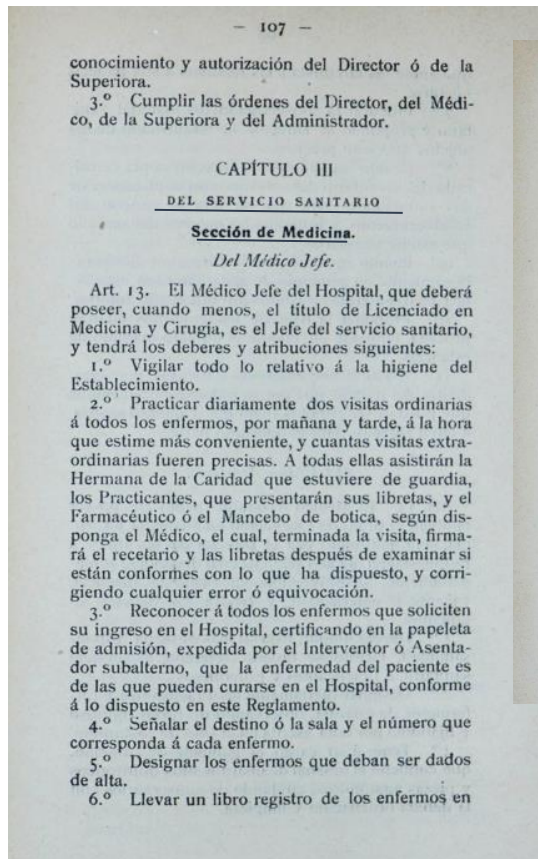 — 107 —
conocimiento y autorización del Director ó de la
Superiora.
3.º Cumplir las órdenes del Director, del Médi-
co, de la Superiora y del Administrador.
CAPÍTULO III
DEL SERVICIO SANITARIO
Sección de Medicina.
Del Médico Jefe.
Art. 13. El Médico Jefe del Hospital, que deberá
poseer, cuando menos, el título de Licenciado en
Medicina y Cirugia, es el Jefe del servicio sanitario,
y tendrá los deberes y atribuciones siguientes:
1.º Vigilar todo lo relativo á la higiene del
Establecimiento.
2.º Practicar diariamente dos visitas ordinarias
á todos los enfermos, por mañana y tarde, á la hora
que estime más conveniente, y cuantas visitas extra-
ordinarias fueren precisas. A todas ellas asistirán la
Hermana de la Caridad que estuviere de guardia,
los Practicantes, que presentarán sus libretas, y el
Farmacéutico ó el Mancebo de botica, según dis-
ponga el Médico, el cual, terminada la visita, firma-
rá el recetario y las libretas después de examinar si
están conformes con lo que ha dispuesto, y corri-
giendo cualquier error ó equivocación.
3.º Reconocer á todos los enfermos que soliciten
su ingreso en el Hospital, certificando en la papeleta
de admisión, expedida por el Interventor ó Asenta-
dor subalterno, que la enfermedad del paciente es
de las que pueden curarse en el Hospital, conforme
á lo dispuesto en este Reglamento.
4.º Señalar el destino ó la sala y el número que
corresponda á cada enfermo.
5.º Designar los enfermos que deban ser dados
de alta.
6.º Llevar un libro registro de los enfermos en